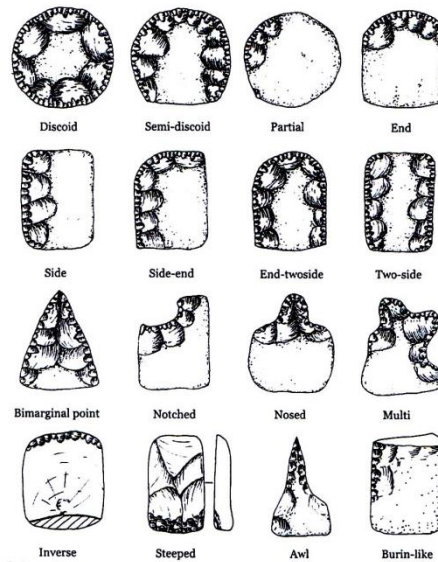 Discoid Semi-discoid Partial End
Side Side-end End-twoside Two-side
Bimarginal point Notched Nosed Multi
Inverse Steeped Awl Burin-like